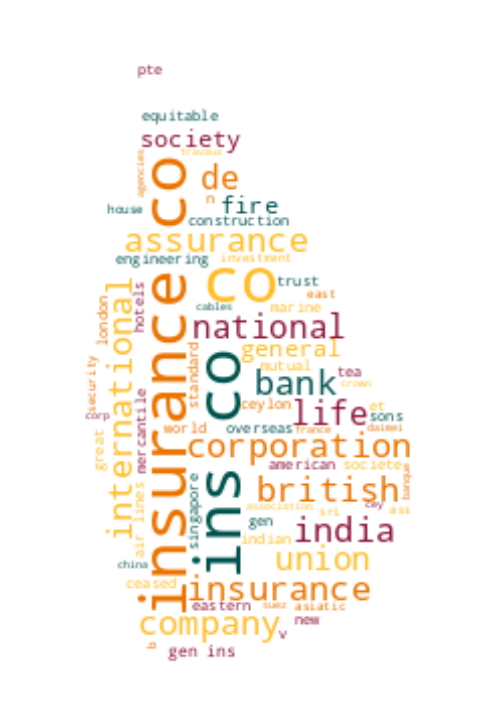 pte
equitable
society
travaux
agencies
insurance co
de
n
fire
house
construction
assurance
engineering
investment
co
trust
international
hotels
london
east
cables
marine
national
ins co
standard
general
mutual
bank
tea
crown
security
mercantile
ceylon
life
et
corp
sons
world
overseas
france
daimei
great
corporation
american
societe
banque
air lines
singapore
british
association
cey
sri
ass
gen
india
indian
union
china
ceased
insurance
eastern
suez
asiatic
company
new
v
b
gen ins